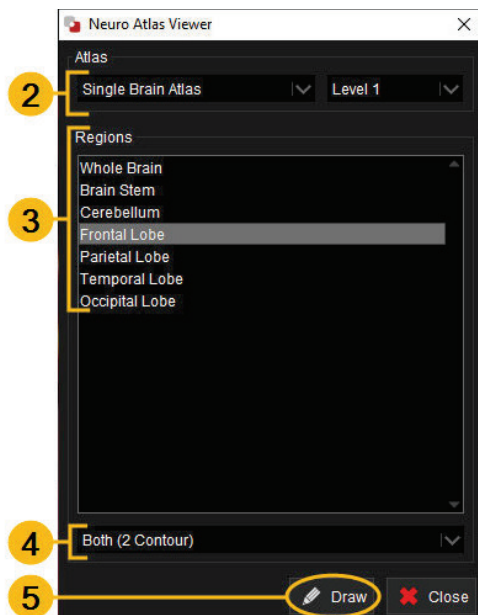 Neuro Atlas Viewer
Atlas
2
Single Brain Atlas
Level 1
Regions
3
Whole Brain
Brain Stem
Cerebellum
Frontal Lobe
Parietal Lobe
Temporal Lobe
Occipital Lobe
4
Both (2 Contour)
5
Draw
Close